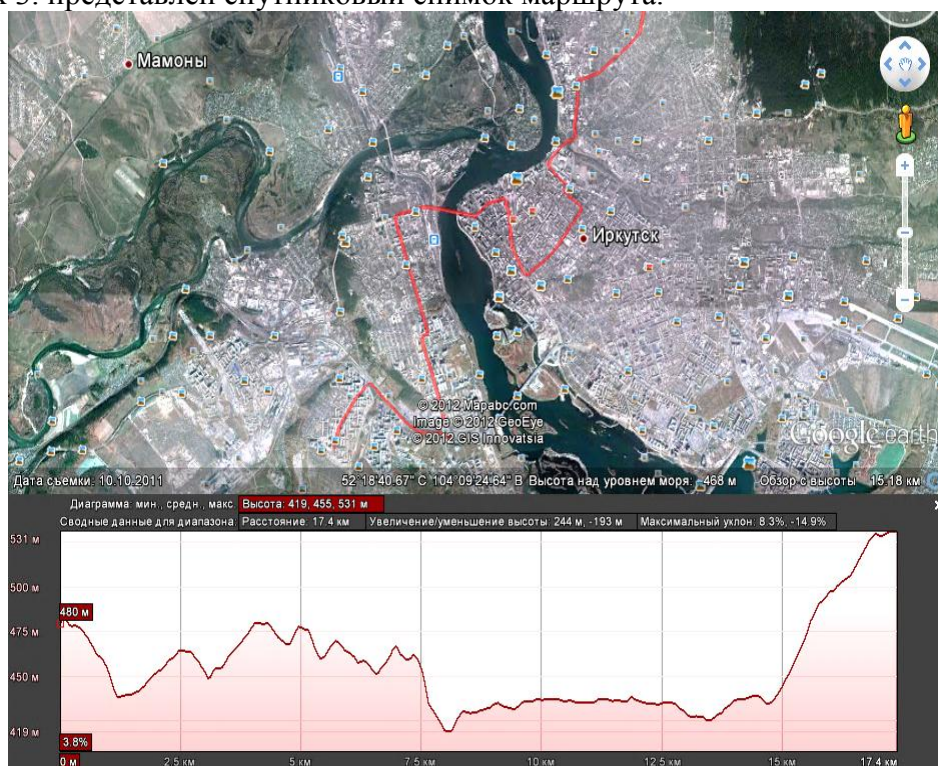 представлен спутниковый снимок маршрута.
Мамоны
Иркутск
© 2012 Mapabc.com
Image © 2012 GeoEye
© 2012 GIS Innovatsia
Google earth
Дата съемки: 10.10.2011 52°18'40.67" С 104°09'24.64" В Высота над уровнем моря: 468 м Обзор с высоты 15.18 км
Диаграмма: мин., средн., макс. Высота: 419, 455, 531 м
Сводные данные для диапазона: Расстояние: 17.4 км Увеличение/уменьшение высоты: 244 м, -193 м Максимальный уклон: 8.3%, -14.9%
531 м
500 м
480 м
475 м
450 м
419 м
3.8%
0 м 2.5 км 5 км 7.5 км 10 км 12.5 км 15 км 17.4 км